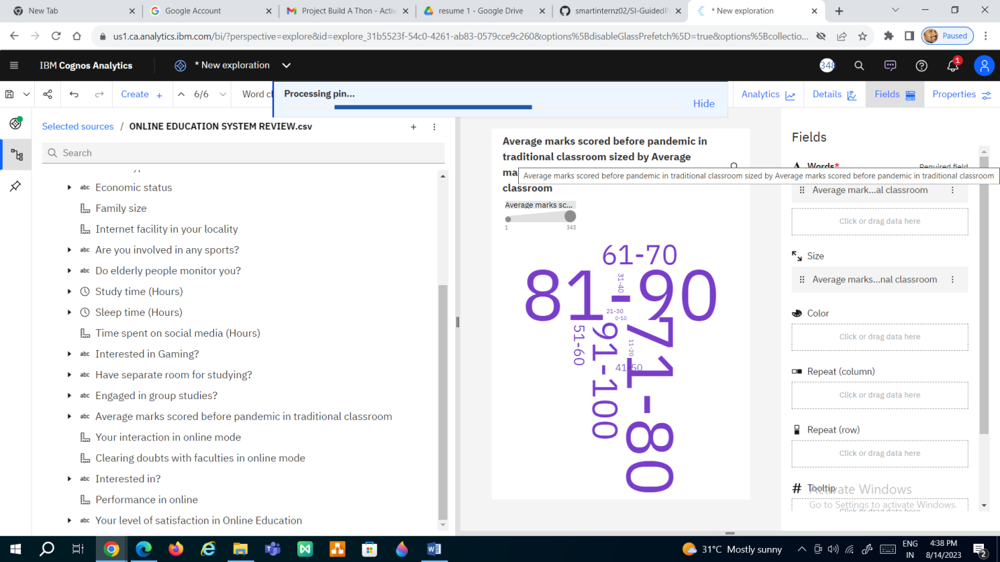 New Tab
Google Account
Project Build A Thon - Activ
resume 1 - Google Drive
smartinternz02/SI-GuidedP
* New exploration
us1.ca.analytics.ibm.com/bi/?perspective=explore&id=explore_31b5523f-54c0-4261-ab83-0579cce9c260&options%5BdisableGlassPrefetch%5D=true&options%5Bcollectio...
Paused
IBM Cognos Analytics
* New exploration
348
1
Create +
6/6
Word cl
Processing pin...
Hide
Analytics
Details
Fields
Properties
Selected sources / ONLINE EDUCATION SYSTEM REVIEW.csv
Search
abc Economic status
Family size
Internet facility in your locality
abc Are you involved in any sports?
abc Do elderly people monitor you?
Study time (Hours)
Sleep time (Hours)
Time spent on social media (Hours)
abc Interested in Gaming?
abc Have separate room for studying?
abc Engaged in group studies?
abc Average marks scored before pandemic in traditional classroom
Your interaction in online mode
Clearing doubts with faculties in online mode
abc Interested in?
Performance in online
abc Your level of satisfaction in Online Education
Average marks scored before pandemic in
traditional classroom sized by Average
ma
Average marks scored before pandemic in traditional classroom sized by Average marks scored before pandemic in traditional classroom
classroom
Average marks sc...
1 343
61-70
81-90
31-40
21-30
0-10
51-60
91-100
11-20
41-50
71-80
Fields
Words*
Required field
Average mark...al classroom
Click or drag data here
Size
Average marks...nal classroom
Color
Click or drag data here
Repeat (column)
Click or drag data here
Repeat (row)
Click or drag data here
Tooltip
Click or drag data here
Activate Windows
Go to Settings to activate Windows.
31°C Mostly sunny
ENG
IN
4:38 PM
8/14/2023
2